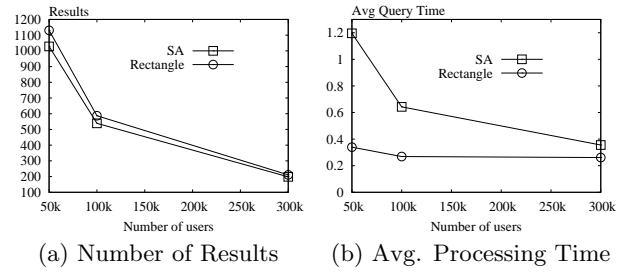 Results
1200
1100
1000
900
800
700
600
500
400
300
200
100
SA
Rectangle
50k 100k 150k 200k 250k 300k
Number of users
(a) Number of Results
Avg Query Time
1.2
1
0.8
0.6
0.4
0.2
0
SA
Rectangle
50k 100k 150k 200k 250k 300k
Number of users
(b) Avg. Processing Time